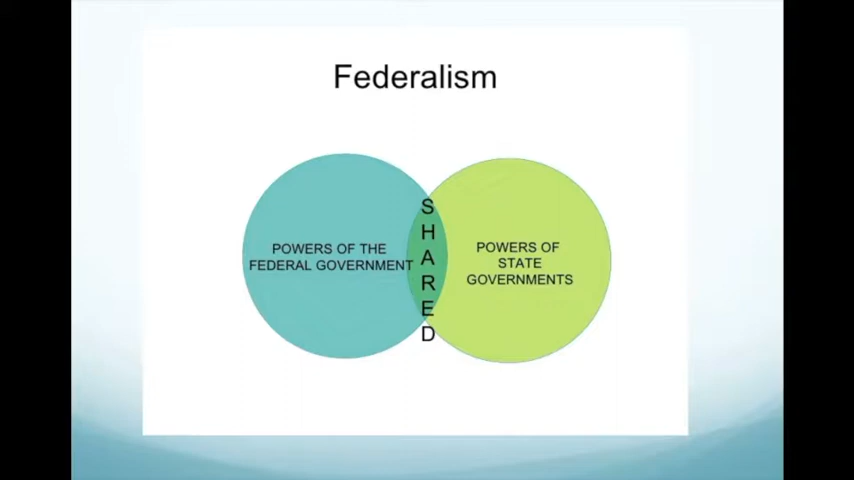 Federalism
POWERS OF THE
FEDERAL GOVERNMENT
S
H
A
R
E
D
POWERS OF
STATE
GOVERNMENTS